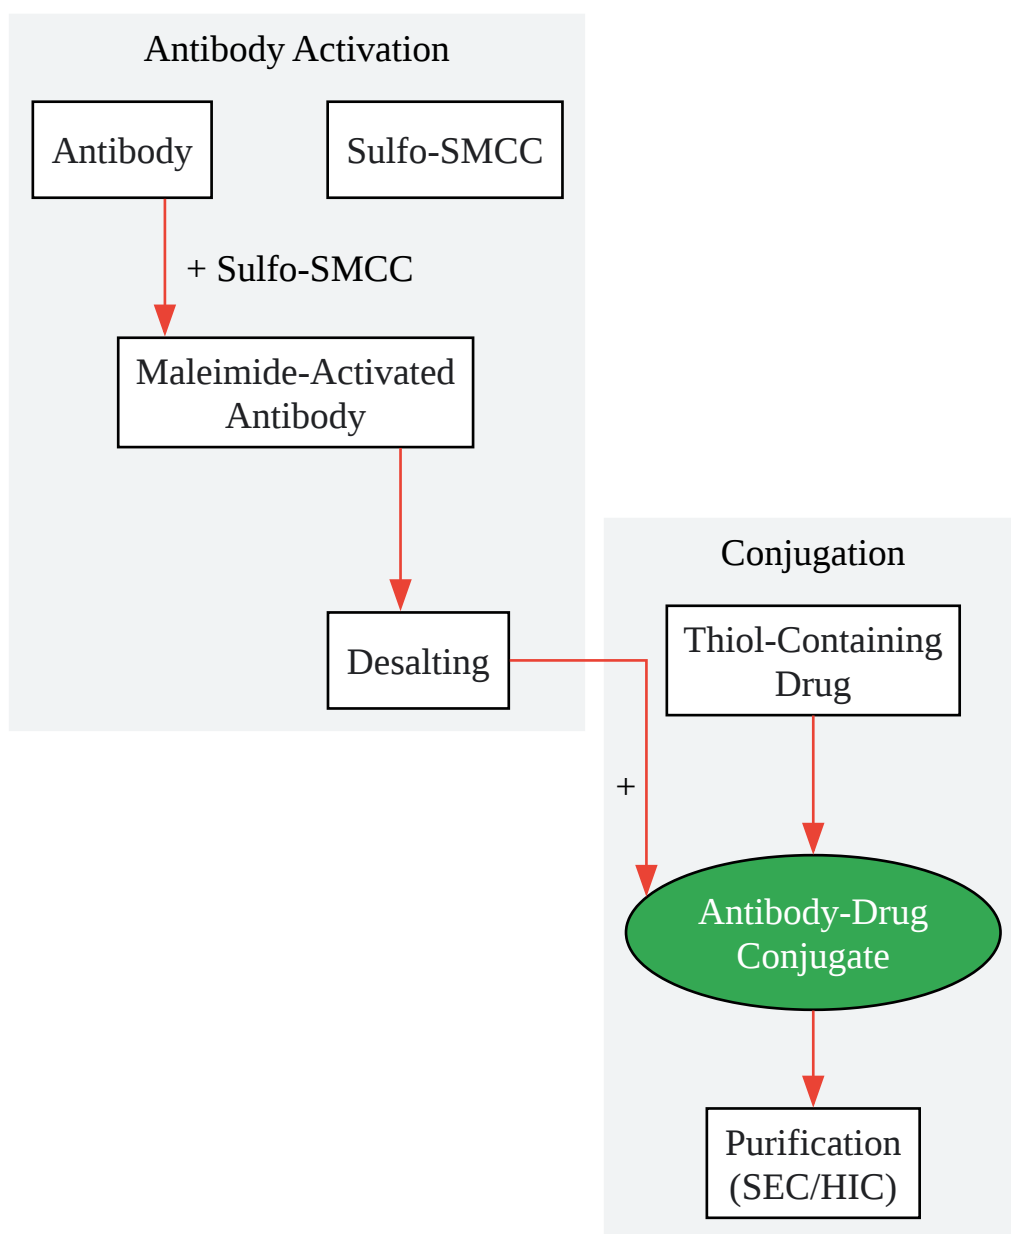 Antibody Activation
Antibody
Sulfo-SMCC
+ Sulfo-SMCC
Maleimide-Activated
Antibody
Desalting
Conjugation
Thiol-Containing
Drug
+
Antibody-Drug
Conjugate
Purification
(SEC/HIC)